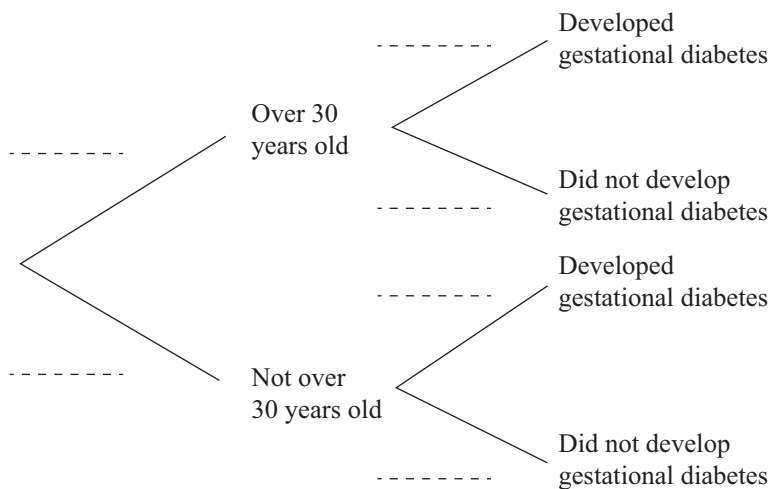 Developed
gestational diabetes
Over 30
years old
Did not develop
gestational diabetes
Developed
gestational diabetes
Not over
30 years old
Did not develop
gestational diabetes